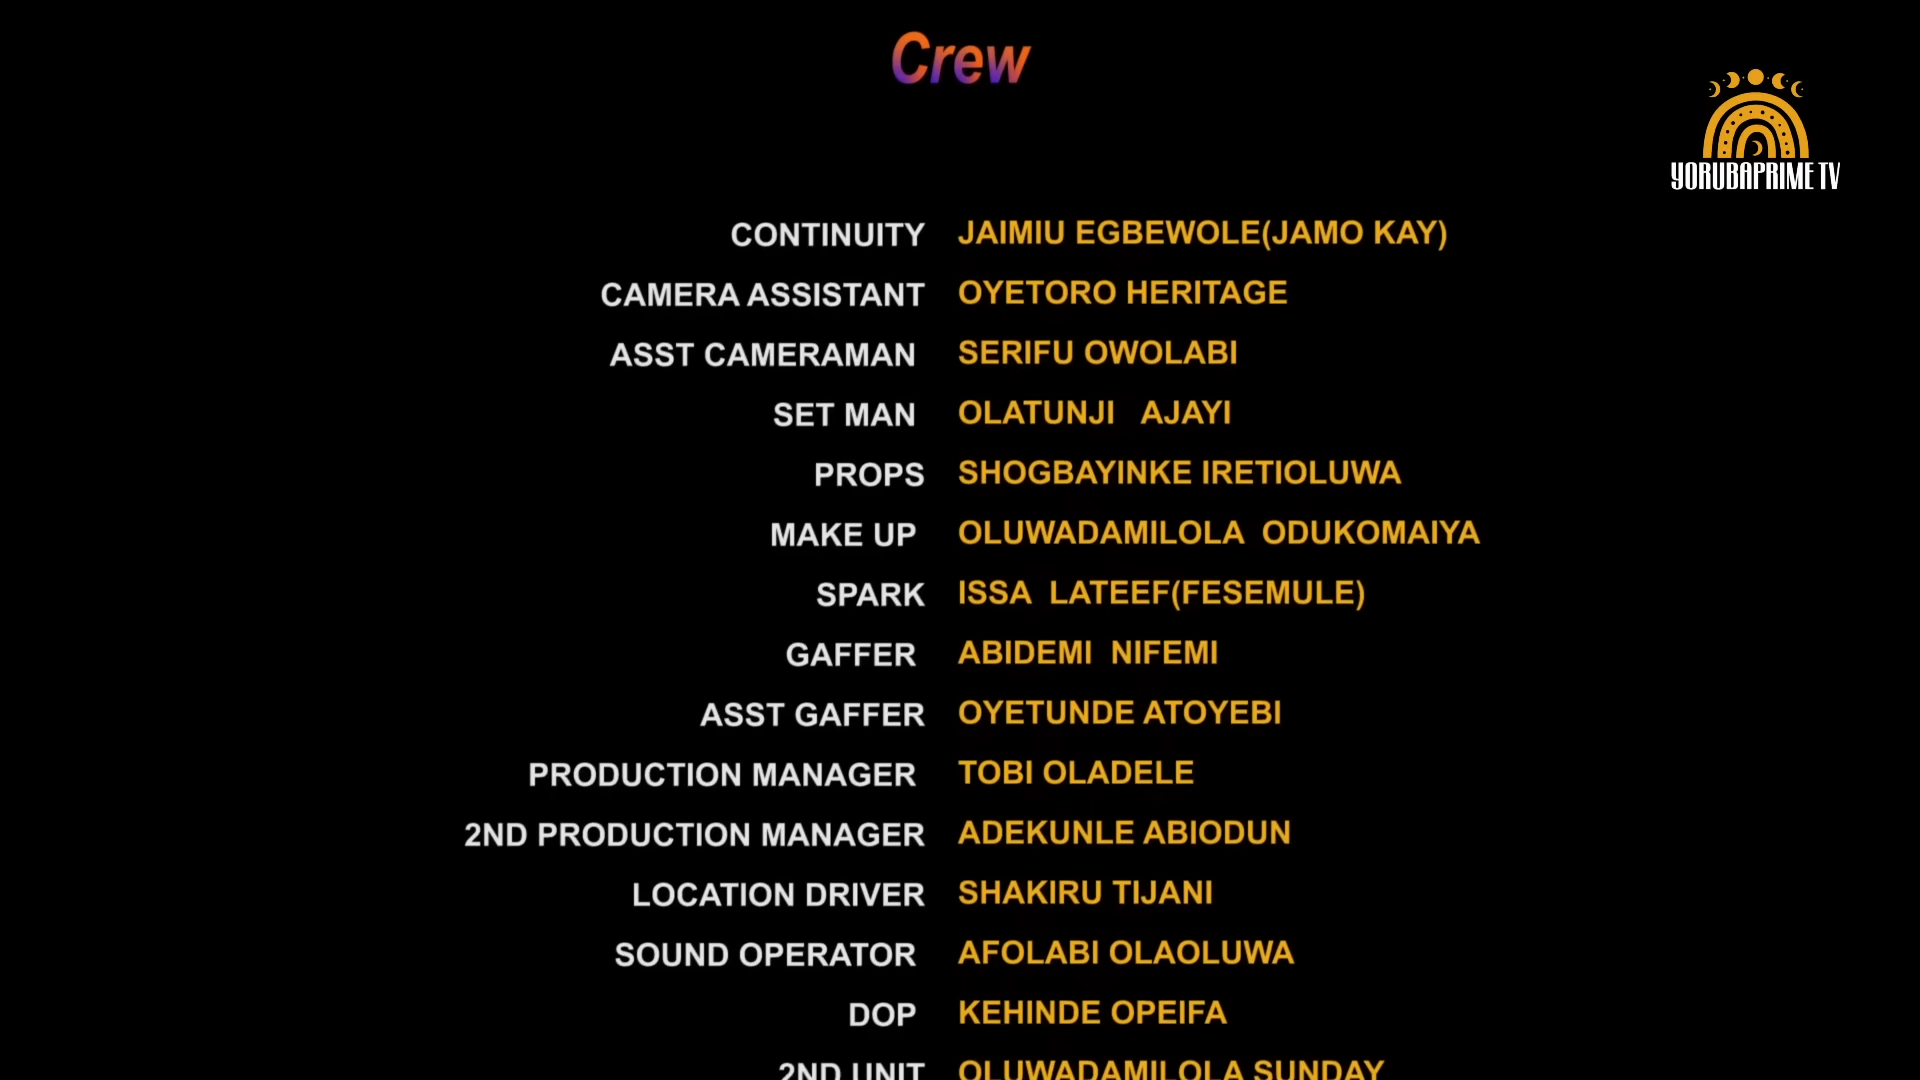 Crew
YORUBAPRIME TV
CONTINUITY JAIMIU EGBEWOLE(JAMO KAY)
CAMERA ASSISTANT OYETORO HERITAGE
ASST CAMERAMAN SERIFU OWOLABI
SET MAN OLATUNJI AJAYI
PROPS SHOGBAYINKE IRETIOLUWA
MAKE UP OLUWADAMILOLA ODUKOMAIYA
SPARK ISSA LATEEF(FESEMULE)
GAFFER ABIDEMI NIFEMI
ASST GAFFER OYETUNDE ATOYEBI
PRODUCTION MANAGER TOBI OLADELE
2ND PRODUCTION MANAGER ADEKUNLE ABIODUN
LOCATION DRIVER SHAKIRU TIJANI
SOUND OPERATOR AFOLABI OLAOLUWA
DOP KEHINDE OPEIFA
2ND UNIT OLUWADAMILOLA SUNDAY